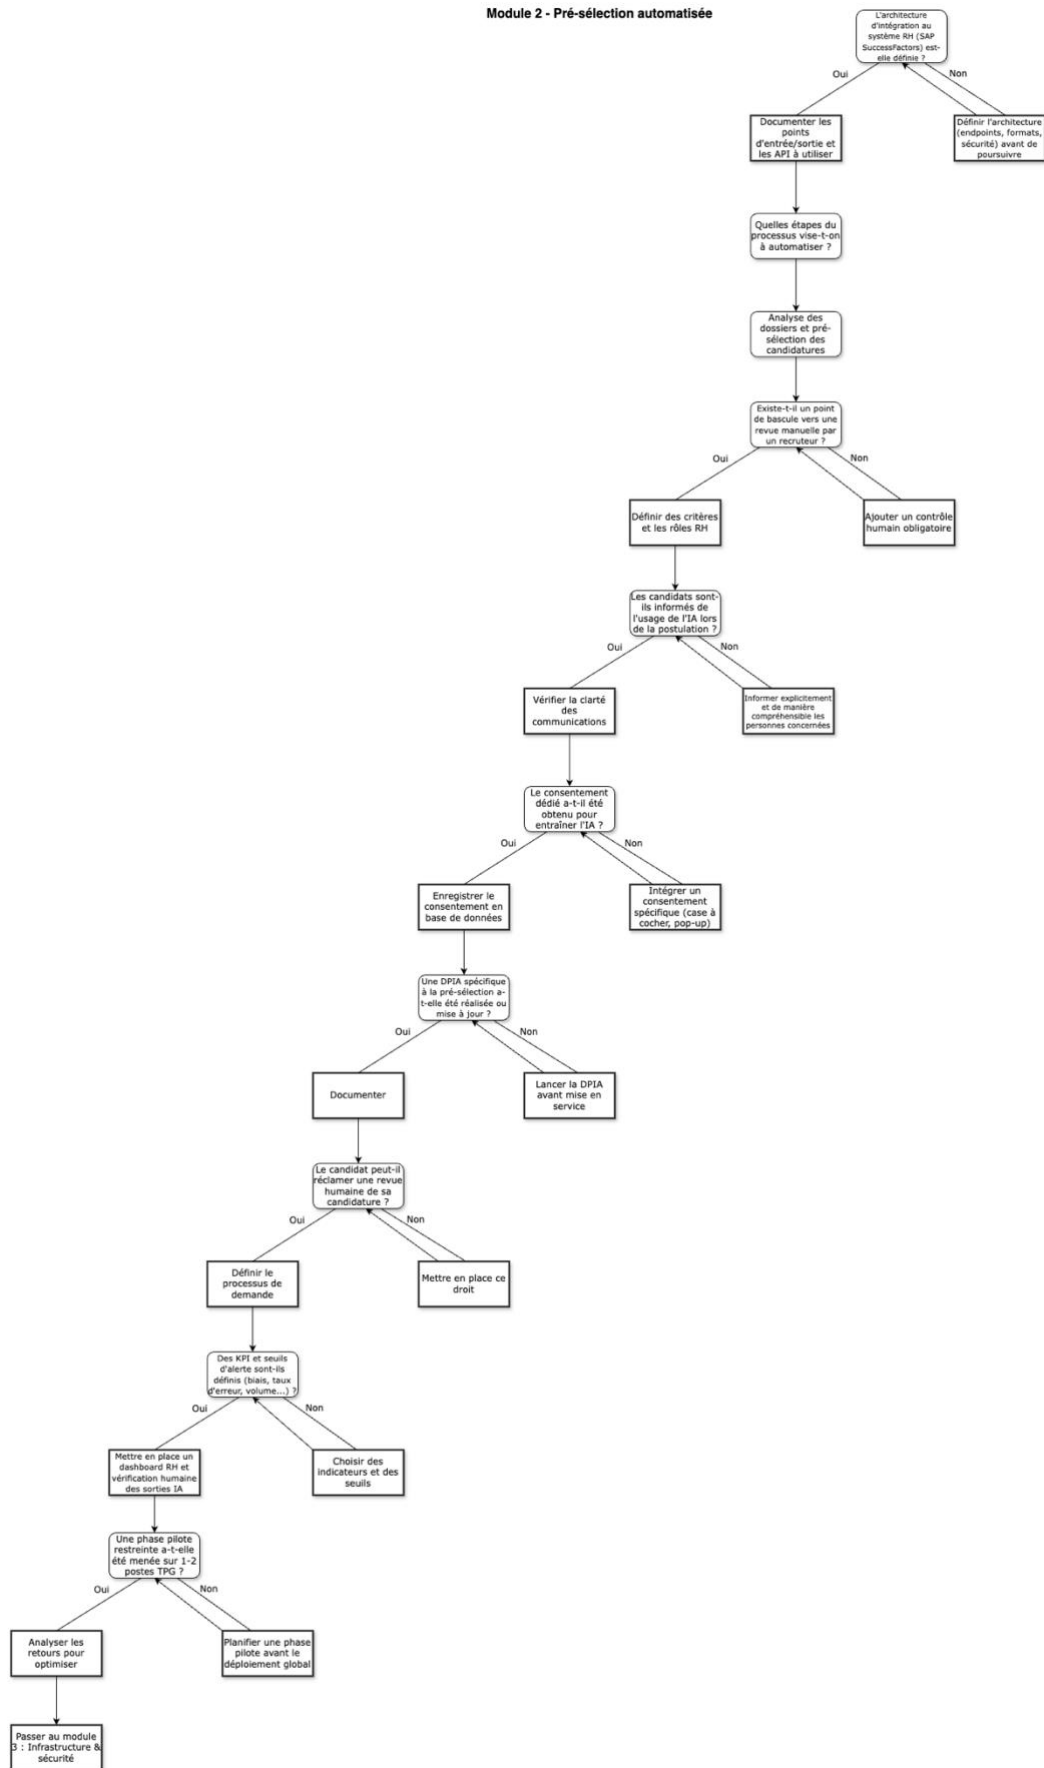 Module 2 - Pré-sélection automatisée
L'architecture
d'intégration au
système RH (SAP
SuccessFactors) est-
elle définie ?
Oui
Non
Documenter les
points
d'entrée/sortie et
les API à utiliser
Définir l'architecture
(endpoints, formats,
sécurité) avant de
poursuivre
Quelles étapes du
processus vise-t-on
à automatiser ?
Analyse des
dossiers et pré-
sélection des
candidatures
Existe-t-il un point
de bascule vers une
revue manuelle par
un recruteur ?
Oui
Non
Définir des critères
et les rôles RH
Ajouter un contrôle
humain obligatoire
Les candidats sont-
ils informés de
l'usage de l'IA lors
de la postulation ?
Oui
Non
Vérifier la clarté
des
communications
Informer explicitement
et de manière
compréhensible les
personnes concernées
Le consentement
dédié a-t-il été
obtenu pour
entraîner l'IA ?
Oui
Non
Enregistrer le
consentement en
base de données
Intégrer un
consentement
spécifique (case à
cocher, pop-up)
Une DPIA spécifique
à la pré-sélection a-
t-elle été réalisée ou
mise à jour ?
Oui
Non
Documenter
Lancer la DPIA
avant mise en
service
Le candidat peut-il
réclamer une revue
humaine de sa
candidature ?
Oui
Non
Définir le
processus de
demande
Mettre en place ce
droit
Des KPI et seuils
d'alerte sont-ils
définis (biais, taux
d'erreur, volume...) ?
Oui
Non
Mettre en place un
dashboard RH et
vérification humaine
des sorties IA
Choisir des
indicateurs et des
seuils
Une phase pilote
restreinte a-t-elle
été menée sur 1-2
postes TPG ?
Oui
Non
Analyser les
retours pour
optimiser
Planifier une phase
pilote avant le
déploiement global
Passer au module
3 : Infrastructure &
sécurité